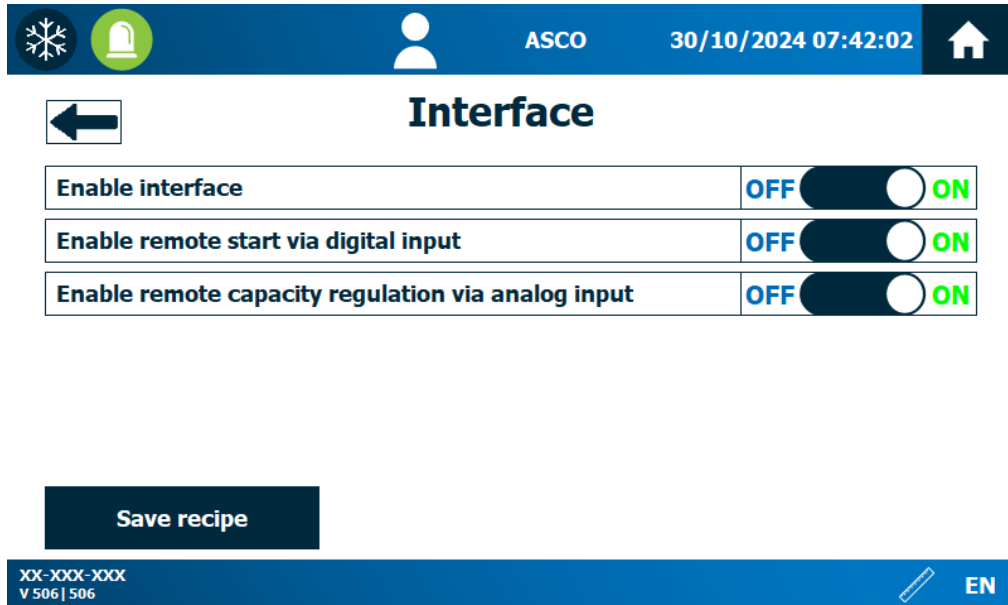 ASCO 30/10/2024 07:42:02
Interface
Enable interface OFF ON
Enable remote start via digital input OFF ON
Enable remote capacity regulation via analog input OFF ON
Save recipe
XX-XXX-XXX
V 506| 506
EN